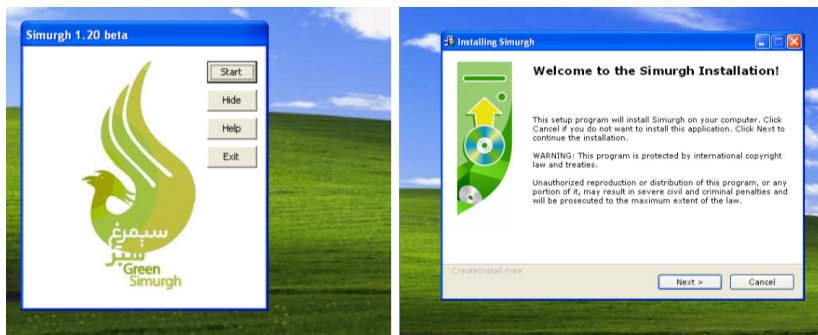 Simurgh 1.20 beta
Start
Hide
Help
Exit
سیمرغ
سبز
Green
Simurgh
Installing Simurgh
Welcome to the Simurgh Installation!
This setup program will install Simurgh on your computer. Click
Cancel if you do not want to install this application. Click Next to
continue the installation.
WARNING: This program is protected by international copyright
law and treaties.
Unauthorized reproduction or distribution of this program, or any
portion of it, may result in severe civil and criminal penalties and
will be prosecuted to the maximum extent of the law.
CreateInstall Free
Next >
Cancel